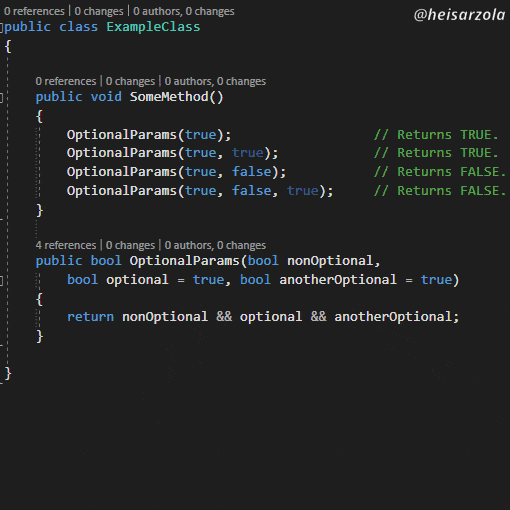 @heisarzola
0 references | 0 changes | 0 authors, 0 changes
public class ExampleClass
{
0 references | 0 changes | 0 authors, 0 changes
public void SomeMethod()
{
OptionalParams(true); // Returns TRUE.
OptionalParams(true, true); // Returns TRUE.
OptionalParams(true, false); // Returns FALSE.
OptionalParams(true, false, true); // Returns FALSE.
}
4 references | 0 changes | 0 authors, 0 changes
public bool OptionalParams(bool nonOptional,
bool optional = true, bool anotherOptional = true)
{
return nonOptional && optional && anotherOptional;
}
}